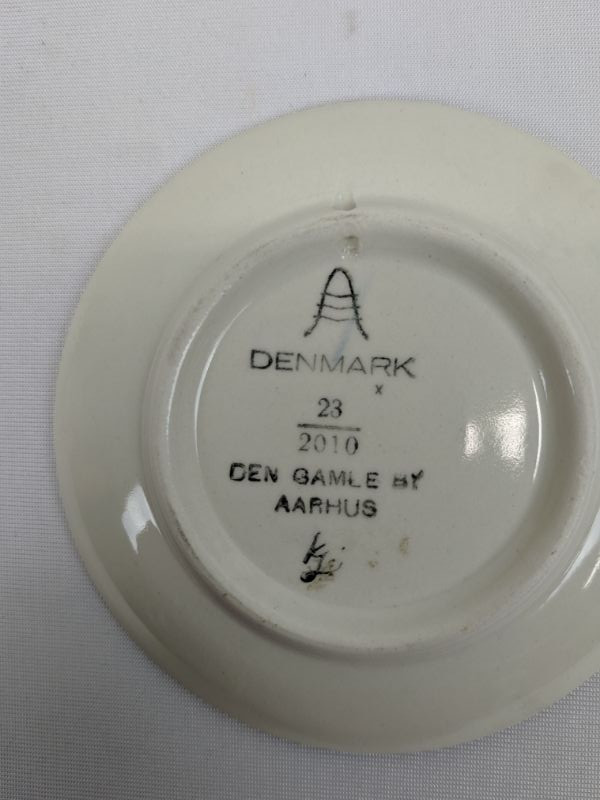 DENMARK
x
23
2010
DEN GAMLE BY
AARHUS